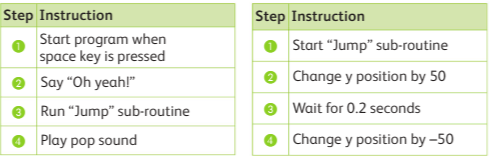 Step Instruction
1 Start program when
space key is pressed
2 Say “Oh yeah!”
3 Run “Jump” sub-routine
4 Play pop sound
Step Instruction
1 Start “Jump” sub-routine
2 Change y position by 50
3 Wait for 0.2 seconds
4 Change y position by –50